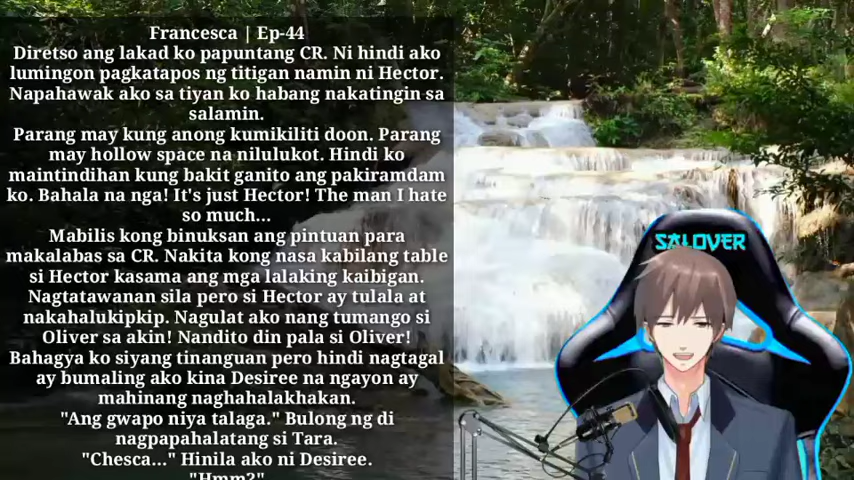 Francesca | Ep-44
Diretso ang lakad ko papuntang CR. Ni hindi ako
lumingon pagkatapos ng titigan namin ni Hector.
Napahawak ako sa tiyan ko habang nakatingin sa
salamin.
Parang may kung anong kumikiliti doon. Parang
may hollow space na nilulukot. Hindi ko
maintindihan kung bakit ganito ang pakiramdam
ko. Bahala na nga! It's just Hector! The man I hate
so much...
Mabilis kong binuksan ang pintuan para
makalabas sa CR. Nakita kong nasa kabilang table
si Hector kasama ang mga lalaking kaibigan.
Nagtatawanan sila pero si Hector ay tulala at
nakahalukipkip. Nagulat ako nang tumango si
Oliver sa akin! Nandito din pala si Oliver!
Bahagya ko siyang tinanguan pero hindi nagtagal
ay bumaling ako kina Desiree na ngayon ay
mahinang naghahalakhakan.
"Ang gwapo niya talaga." Bulong ng di
nagpapahalatang si Tara.
"Chesca..." Hinila ako ni Desiree.
"Hmm?"
SALOVER